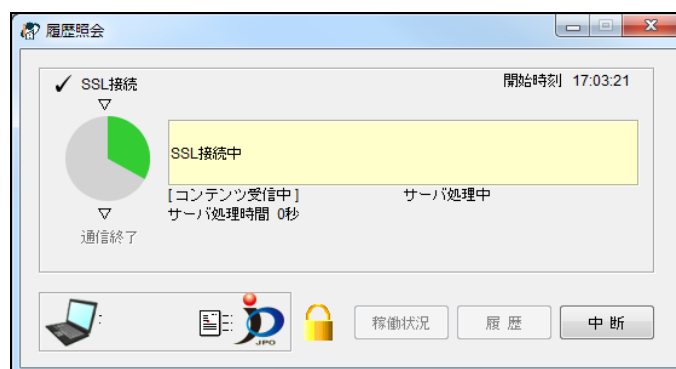 履歴照会
✓ SSL接続
開始時刻 17:03:21
▽
SSL接続中
[コンテンツ受信中] サーバ処理中
▽
サーバ処理時間 0秒
通信終了
JPO
稼働状況
履 歴
中 断